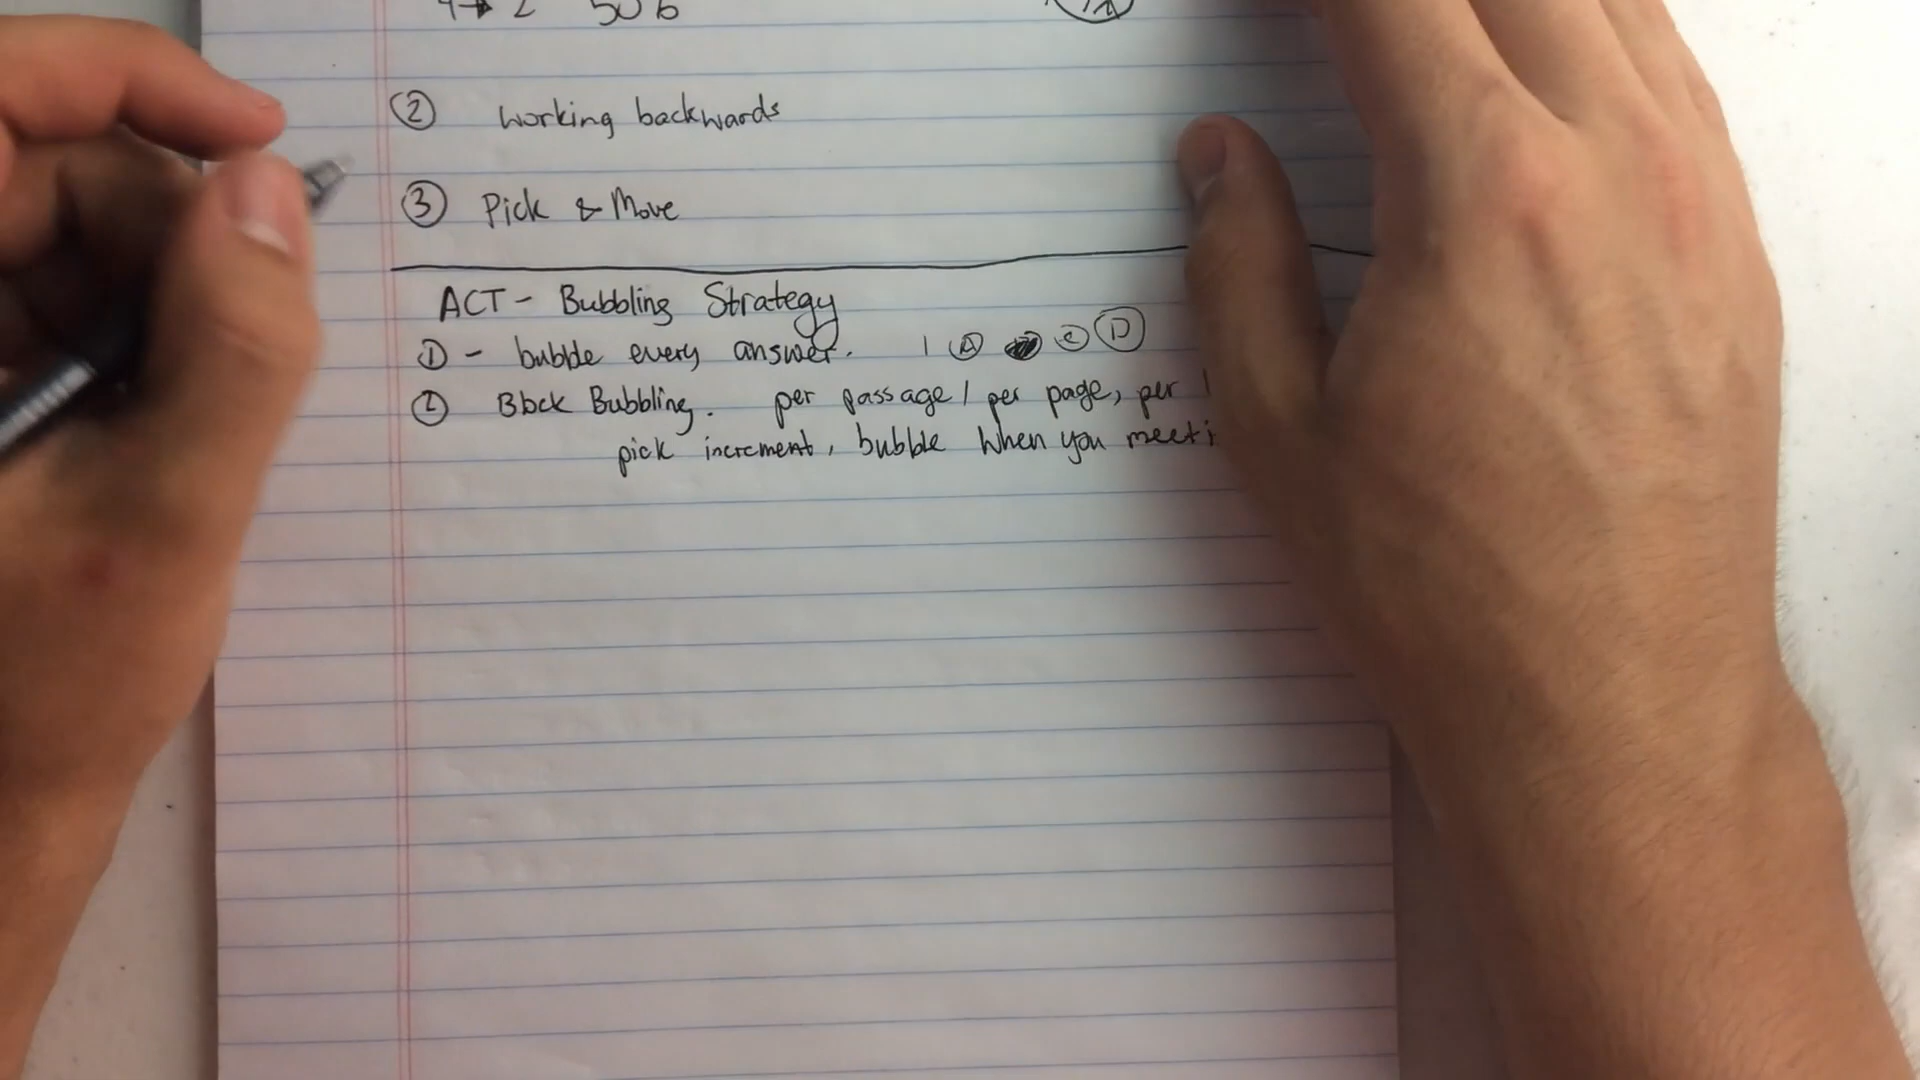 ② working backwards
③ Pick & Move
ACT - Bubbling Strategy
① - bubble every answer. 1 Ⓐ Ⓒ Ⓓ
② Block Bubbling. per passage / per page, per
pick increment, bubble when you meet